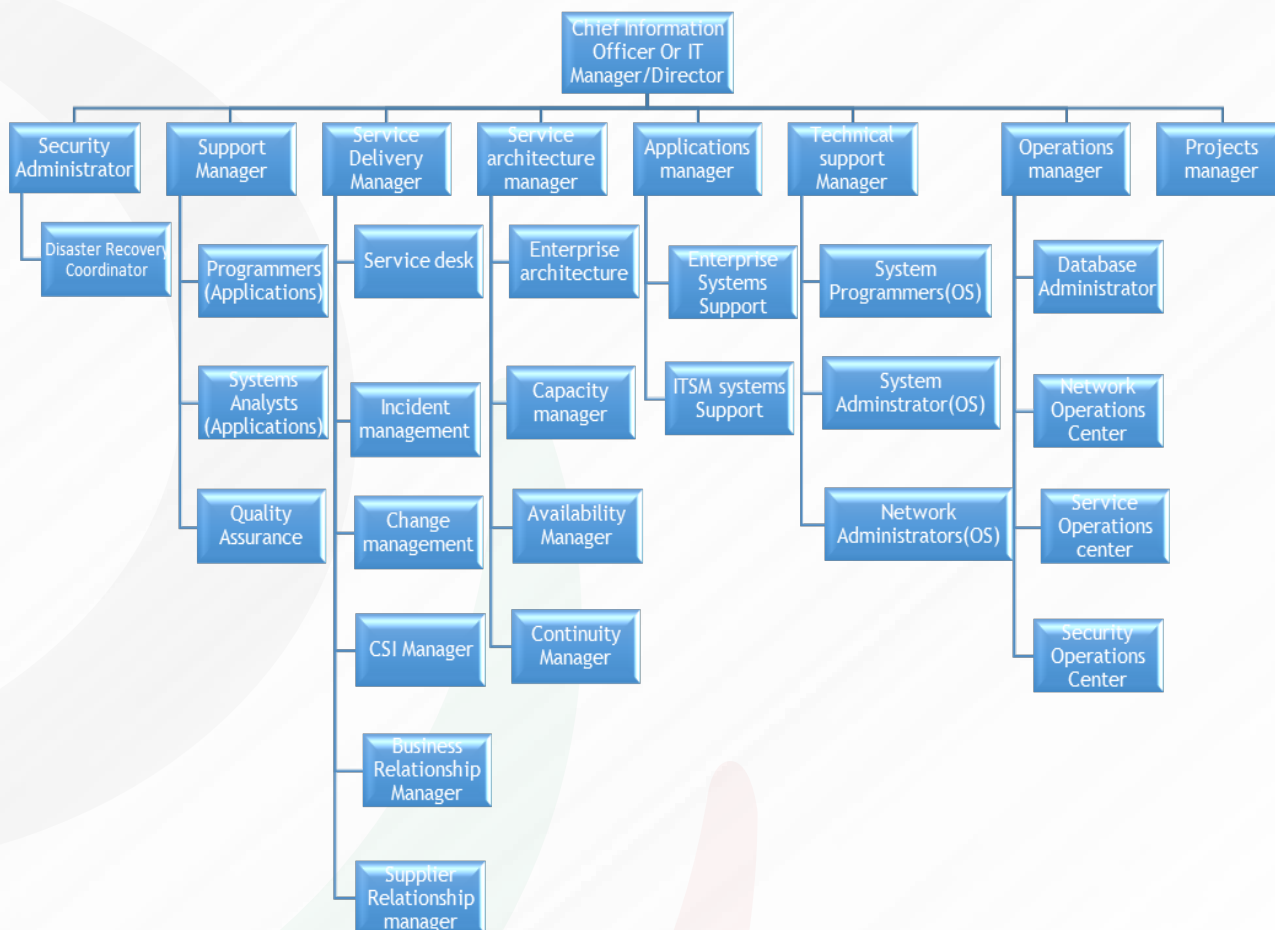 Chief Information
Officer Or IT
Manager/Director
Security
Administrator
Support
Manager
Service
Delivery
Manager
Service
architecture
manager
Applications
manager
Technical
support
Manager
Operations
manager
Projects
manager
Disaster Recovery
Coordinator
Programmers
(Applications)
Systems
Analysts
(Applications)
Quality
Assurance
Service desk
Incident
management
Change
management
CSI Manager
Business
Relationship
Manager
Supplier
Relationship
manager
Enterprise
architecture
Capacity
manager
Availability
Manager
Continuity
Manager
Enterprise
Systems
Support
ITSM systems
Support
System
Programmers(OS)
System
Adminstrator(OS)
Network
Administrators(OS)
Database
Administrator
Network
Operations
Center
Service
Operations
center
Security
Operations
Center